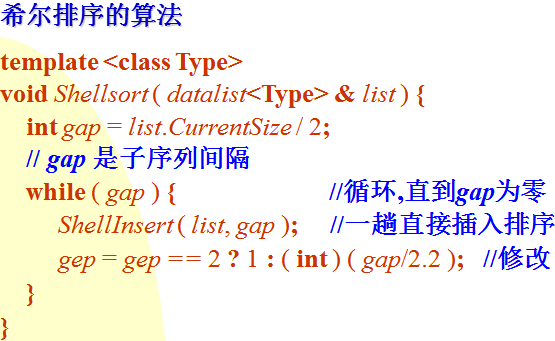 希尔排序的算法
template <class Type>
void Shellsort ( datalist<Type> & list ) {
int gap = list.CurrentSize / 2;
// gap 是子序列间隔
while ( gap ) { //循环,直到gap为零
ShellInsert ( list, gap ); //一趟直接插入排序
gep = gep == 2 ? 1 : ( int ) ( gap/2.2 ); //修改
}
}